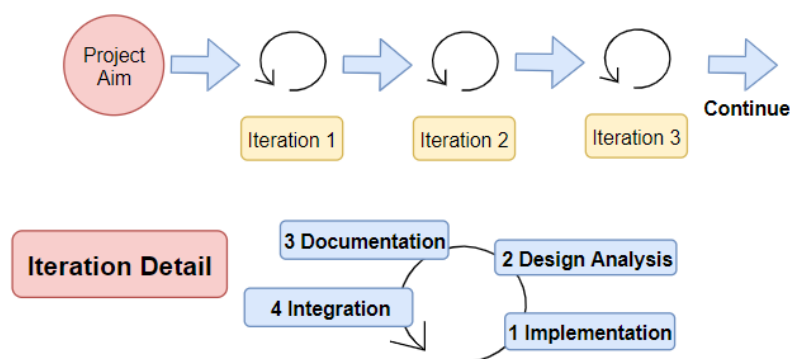 Project
Aim
Iteration 1
Iteration 2
Iteration 3
Continue
Iteration Detail
3 Documentation
2 Design Analysis
4 Integration
1 Implementation